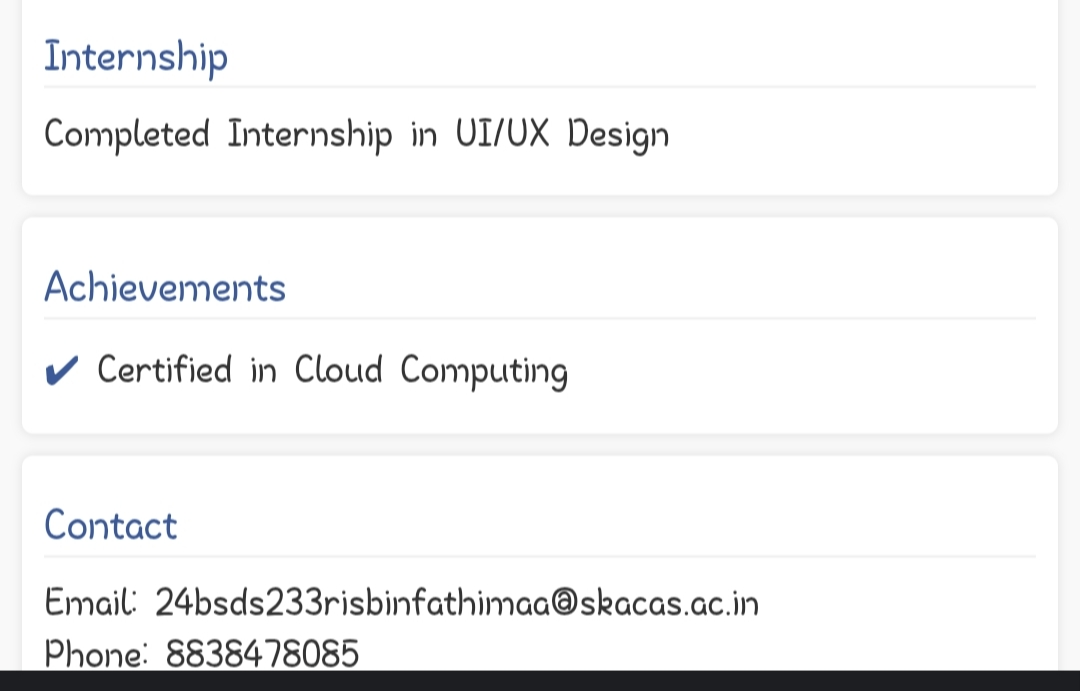 Internship
Completed Internship in UI/UX Design
Achievements
✔ Certified in Cloud Computing
Contact
Email: 24bsds233risbinfathimaa@skacas.ac.in
Phone: 8838478085